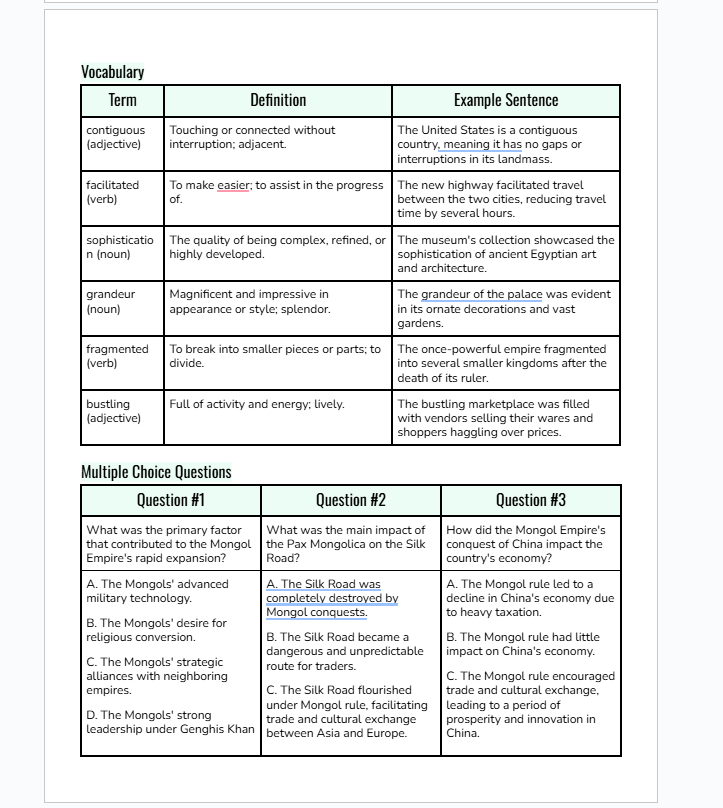 Vocabulary
Term
Definition
Example Sentence
contiguous
(adjective)
Touching or connected without
interruption; adjacent.
The United States is a contiguous
country, meaning it has no gaps or
interruptions in its landmass.
facilitated
(verb)
To make easier; to assist in the progress
of.
The new highway facilitated travel
between the two cities, reducing travel
time by several hours.
sophisticatio
n (noun)
The quality of being complex, refined, or
highly developed.
The museum's collection showcased the
sophistication of ancient Egyptian art
and architecture.
grandeur
(noun)
Magnificent and impressive in
appearance or style; splendor.
The grandeur of the palace was evident
in its ornate decorations and vast
gardens.
fragmented
(verb)
To break into smaller pieces or parts; to
divide.
The once-powerful empire fragmented
into several smaller kingdoms after the
death of its ruler.
bustling
(adjective)
Full of activity and energy; lively.
The bustling marketplace was filled
with vendors selling their wares and
shoppers haggling over prices.
Multiple Choice Questions
Question #1
Question #2
Question #3
What was the primary factor
that contributed to the Mongol
Empire's rapid expansion?
What was the main impact of
the Pax Mongolica on the Silk
Road?
How did the Mongol Empire's
conquest of China impact the
country's economy?
A. The Mongols' advanced
military technology.
B. The Mongols' desire for
religious conversion.
C. The Mongols' strategic
alliances with neighboring
empires.
D. The Mongols' strong
leadership under Genghis Khan
A. The Silk Road was
completely destroyed by
Mongol conquests.
B. The Silk Road became a
dangerous and unpredictable
route for traders.
C. The Silk Road flourished
under Mongol rule, facilitating
trade and cultural exchange
between Asia and Europe.
A. The Mongol rule led to a
decline in China's economy due
to heavy taxation.
B. The Mongol rule had little
impact on China's economy.
C. The Mongol rule encouraged
trade and cultural exchange,
leading to a period of
prosperity and innovation in
China.